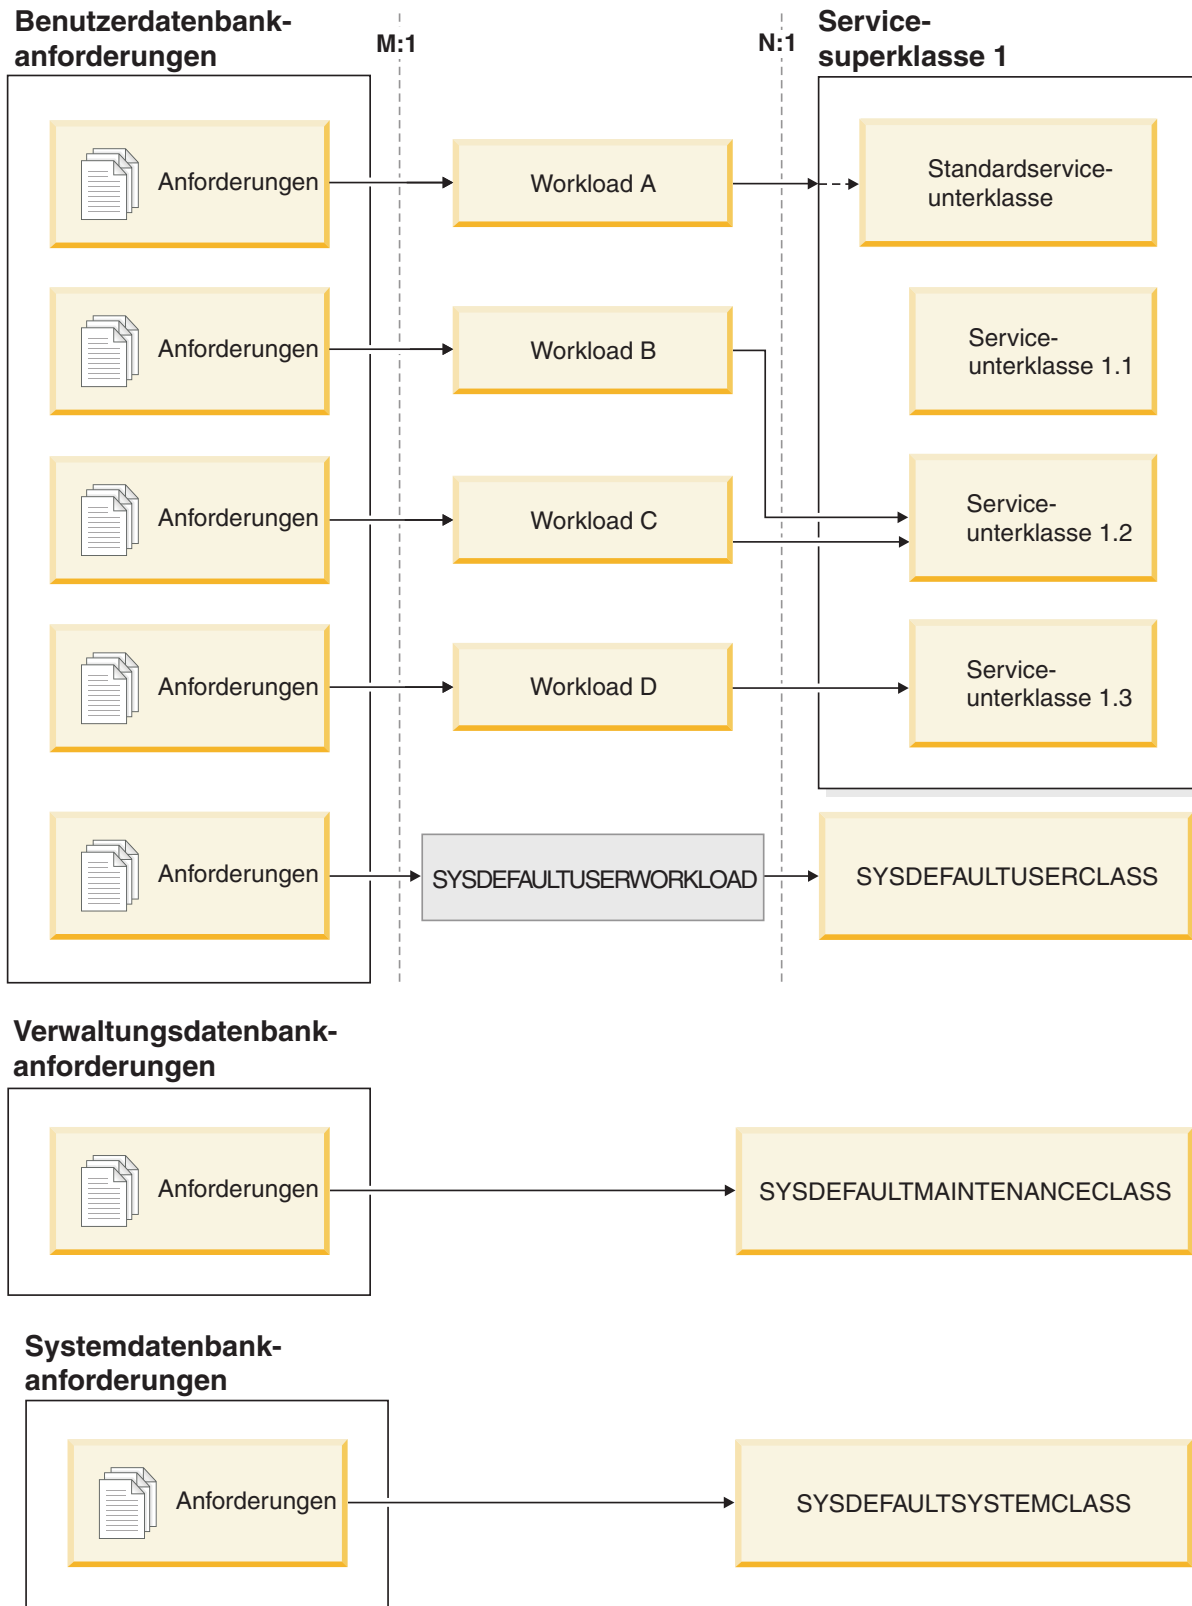 Benutzerdatenbank-
anforderungen
M:1
N:1
Service-
superklasse 1
Anforderungen
Workload A
Standardservice-
unterklasse
Anforderungen
Workload B
Service-
unterklasse 1.1
Anforderungen
Workload C
Service-
unterklasse 1.2
Anforderungen
Workload D
Service-
unterklasse 1.3
Anforderungen
SYSDEFAULTUSERWORKLOAD
SYSDEFAULTUSERCLASS
Verwaltungsdatenbank-
anforderungen
Anforderungen
SYSDEFAULTMAINTENANCECLASS
Systemdatenbank-
anforderungen
Anforderungen
SYSDEFAULTSYSTEMCLASS